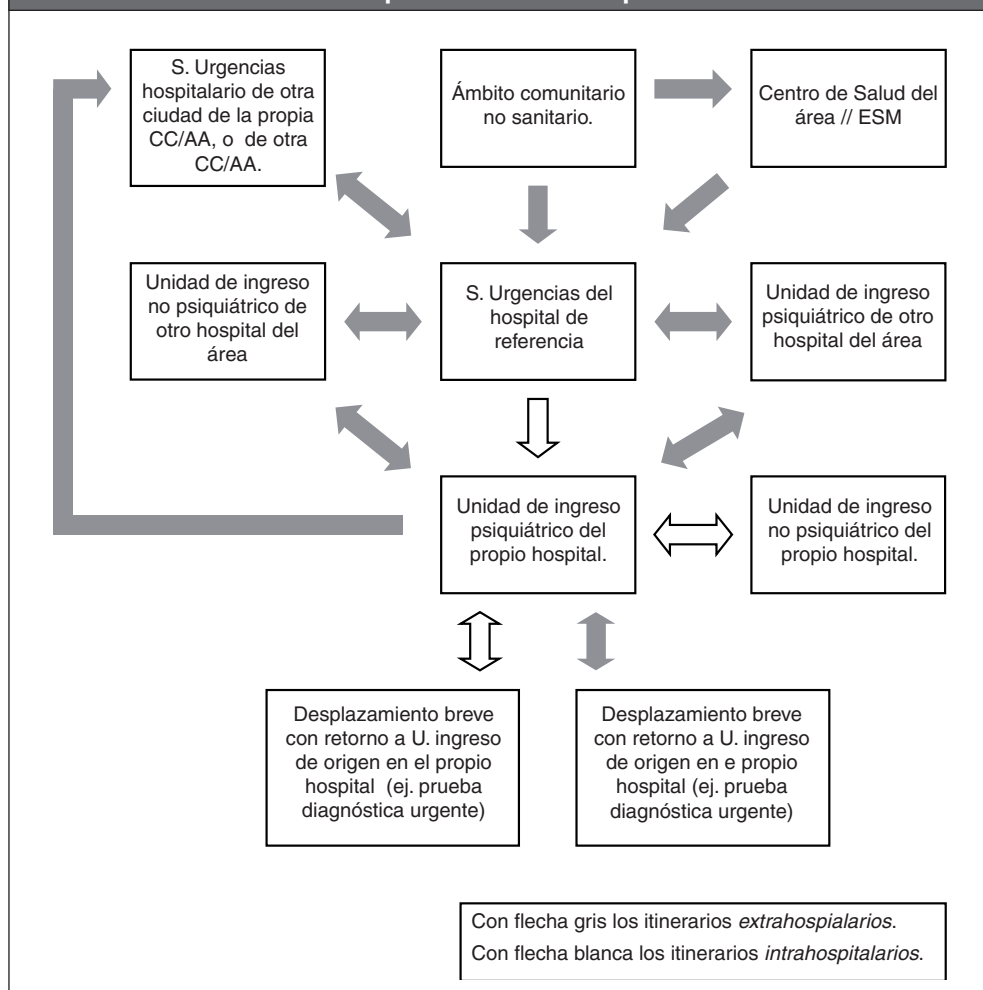 S. Urgencias
hospitalario de otra
ciudad de la propia
CC/AA, o de otra
CC/AA.
Ámbito comunitario
no sanitario.
Centro de Salud del
área // ESM
Unidad de ingreso
no psiquiátrico de
otro hospital del
área
S. Urgencias del
hospital de
referencia
Unidad de ingreso
psiquiátrico de otro
hospital del área
Unidad de ingreso
psiquiátrico del
propio hospital.
Unidad de ingreso
no psiquiátrico del
propio hospital.
Desplazamiento breve
con retorno a U. ingreso
de origen en el propio
hospital (ej. prueba
diagnóstica urgente)
Desplazamiento breve
con retorno a U. ingreso
de origen en e propio
hospital (ej. prueba
diagnóstica urgente)
Con flecha gris los itinerarios extrahospialarios.
Con flecha blanca los itinerarios intrahospitalarios.